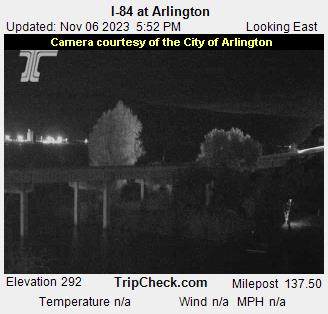 I-84 at Arlington
Updated: Nov 06 2023 5:52 PM Looking East
Camera courtesy of the City of Arlington
Elevation 292 TripCheck.com Milepost 137.50
Temperature n/a Wind n/a MPH n/a